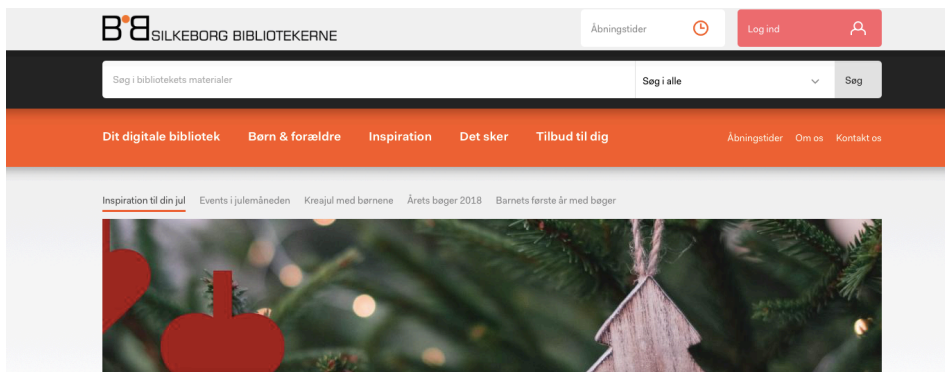 BIB SILKEBORG BIBLIOTEKERNE
Åbningstider
Log ind
Søg i bibliotekets materialer
Søg i alle
Søg
Dit digitale bibliotek Børn & forældre Inspiration Det sker Tilbud til dig
Åbningstider Om os Kontakt os
Inspiration til din jul Events i julemåneden Kreajul med børnene Årets bøger 2018 Barnets første år med bøger